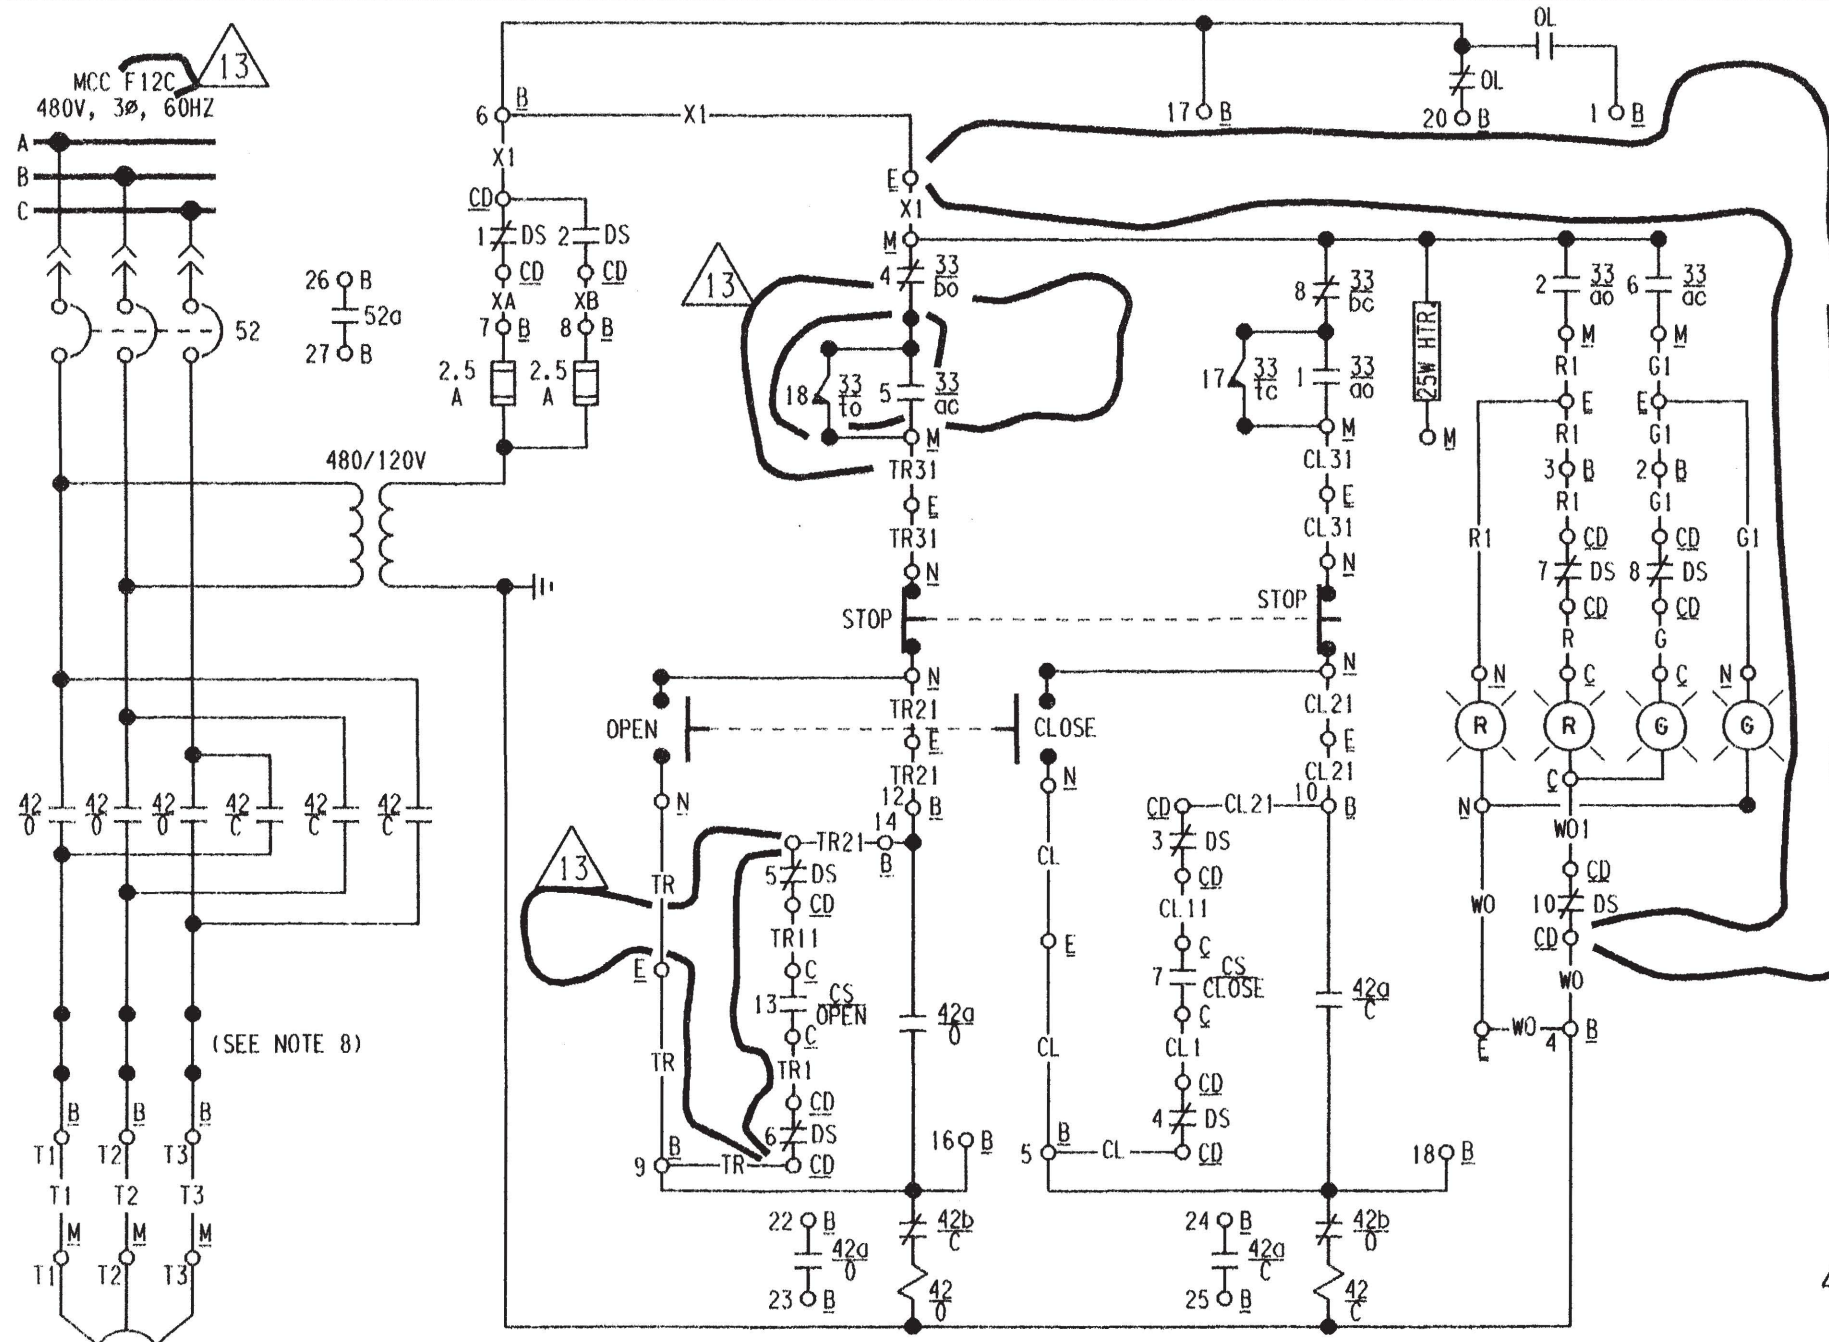 MCC F12C
480V, 3ø, 60HZ
13
A
B
C
52
26 B
52a
27 B
6 B
X1
X1
CD
1 DS 2 DS
CD CD
XA XB
7 B 8 B
2.5 A 2.5 A
480/120V
OL
OL
17 B
20 B
1 B
E
X1
M
13
4 33/bo
18 33/to 5 33/ac
M
TR31
E
TR31
N
STOP
N
TR21
E
TR21
12 B
14
TR21
B
8 33/bc
17 33/tc 1 33/ao
M
CL31
E
CL31
N
STOP
N
CL21
E
CL21
10 B
25W HTR.
M
2 33/ao 6 33/ac
M M
R1 G1
E E
R1 G1
3 B 2 B
R1 G1
CD CD
R1 7 DS 8 DS G1
CD CD
R G
N C C N
R R G G
C
N
WO1
CD
WO
10 DS
CD
WO
E WO 4 B
OPEN
CLOSE
N
N
42/O 42/O 42/O 42/C 42/C 42/C
13
TR
5 DS
CD
TR11
E
C
13 CS/OPEN
C
TR
TR1
CD
6 DS
9 B TR CD
42a/O
16 B
CL
E
CL
CD CL21
3 DS
CD
CL11
C
7 CS/CLOSE
C
CL1
CD
4 DS
5 B CL CD
42a/C
18 B
(SEE NOTE 8)
B B B
T1 T2 T3
T1 T2 T3
M M M
T1 T2 T3
22 B
42a/O
23 B
42b/C
42/O
24 B
42a/C
25 B
42b/O
42/C